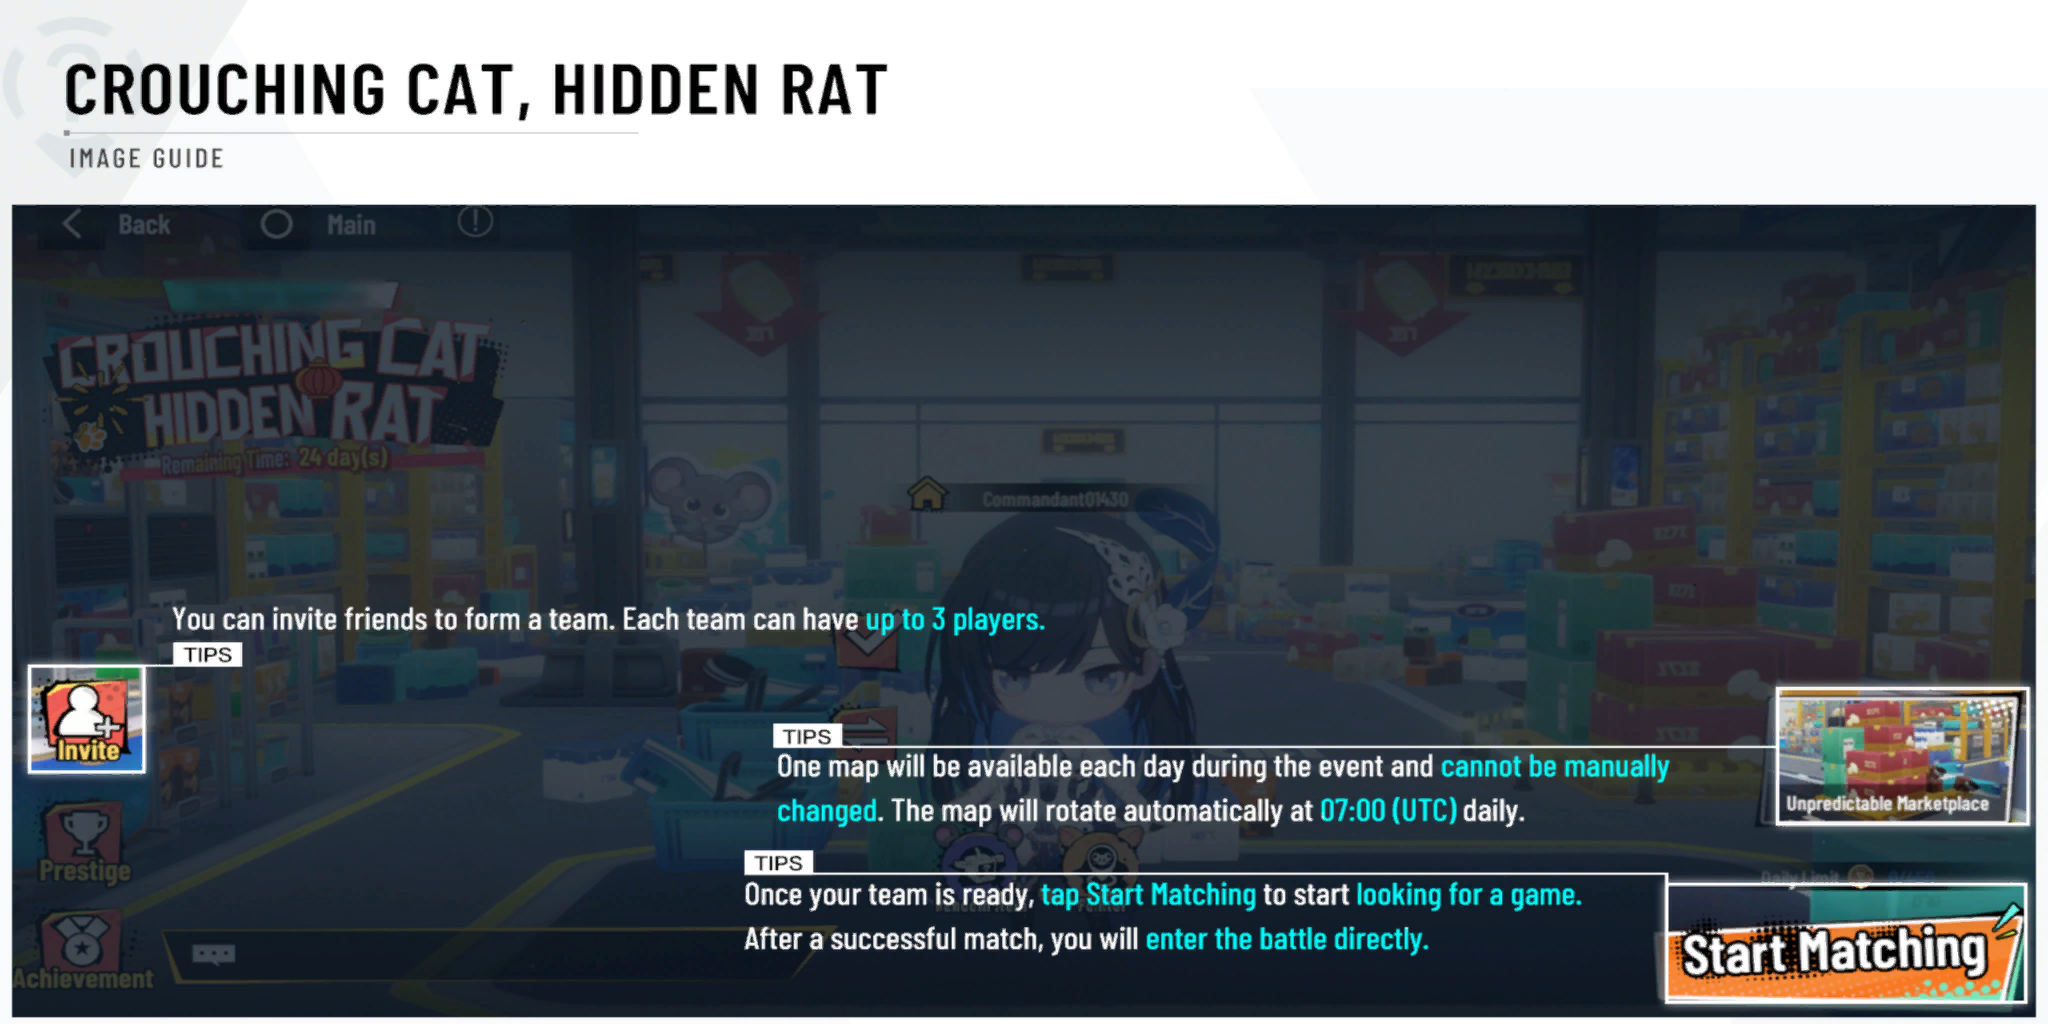 CROUCHING CAT, HIDDEN RAT
IMAGE GUIDE
Back
Main
CROUCHING CAT
HIDDEN RAT
Remaining Time: 24 day(s)
Commandant01430
You can invite friends to form a team. Each team can have up to 3 players.
TIPS
Invite
TIPS
One map will be available each day during the event and cannot be manually
changed. The map will rotate automatically at 07:00 (UTC) daily.
Unpredictable Marketplace
Prestige
TIPS
Daily Limit
Once your team is ready, tap Start Matching to start looking for a game.
After a successful match, you will enter the battle directly.
Start Matching
Achievement